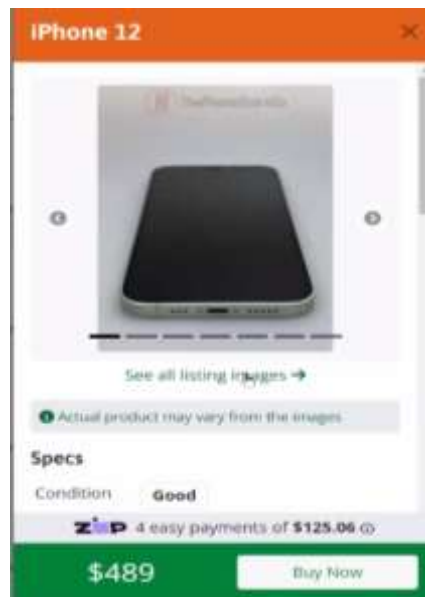 iPhone 12
See all listing images →
Actual product may vary from the images
Specs
Condition Good
Zip 4 easy payments of $125.06
$489 Buy Now